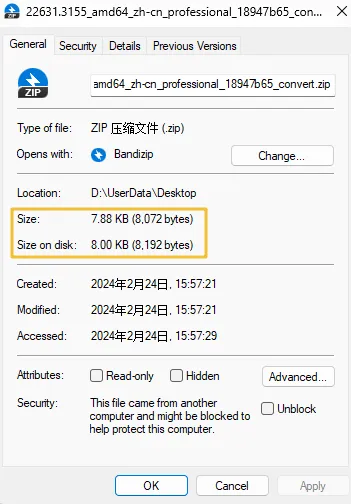 22631.3155_amd64_zh-cn_professional_18947b65_con...
General Security Details Previous Versions
ZIP
amd64_zh-cn_professional_18947b65_convert.zip
Type of file: ZIP 压缩文件 (.zip)
Opens with: Bandizip Change...
Location: D:\UserData\Desktop
Size: 7.88 KB (8,072 bytes)
Size on disk: 8.00 KB (8,192 bytes)
Created: 2024年2月24日, 15:57:21
Modified: 2024年2月24日, 15:57:21
Accessed: 2024年2月24日, 15:57:29
Attributes: Read-only Hidden Advanced...
Security: This file came from another
computer and might be blocked to
help protect this computer.
Unblock
OK Cancel Apply